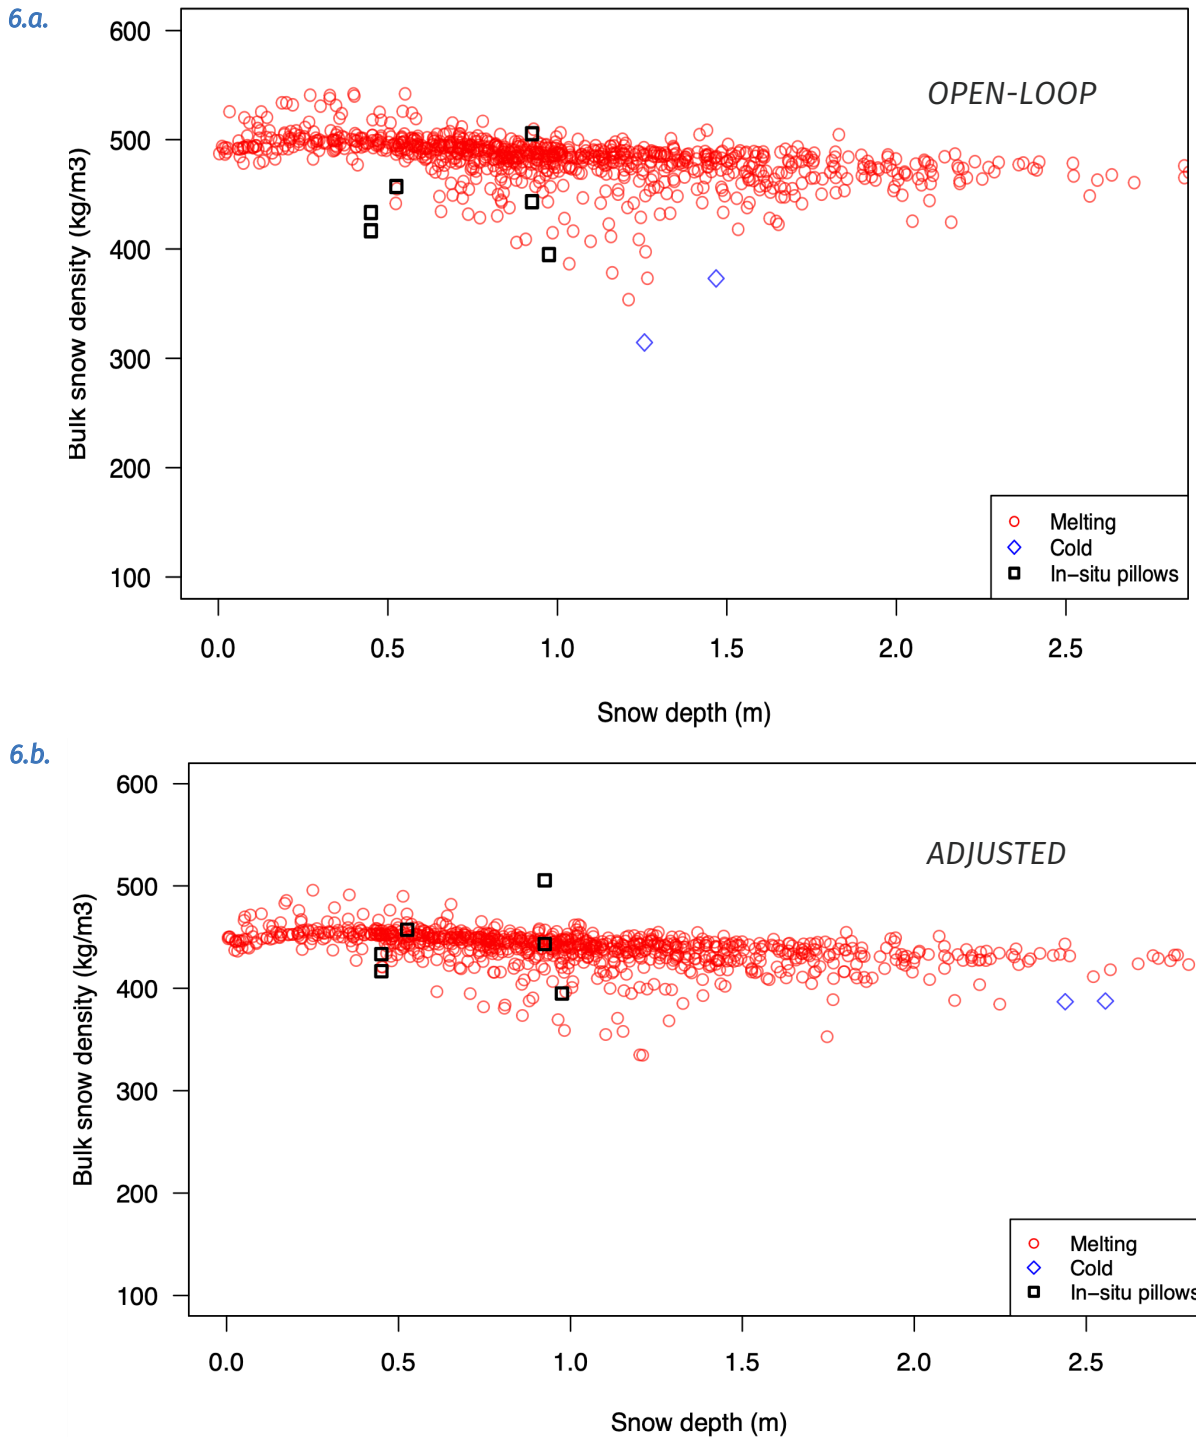 6.a.
OPEN-LOOP
Bulk snow density (kg/m3)
600
500
400
300
200
100
Melting
Cold
In−situ pillows
0.0 0.5 1.0 1.5 2.0 2.5
Snow depth (m)
6.b.
ADJUSTED
Bulk snow density (kg/m3)
600
500
400
300
200
100
Melting
Cold
In−situ pillows
0.0 0.5 1.0 1.5 2.0 2.5
Snow depth (m)